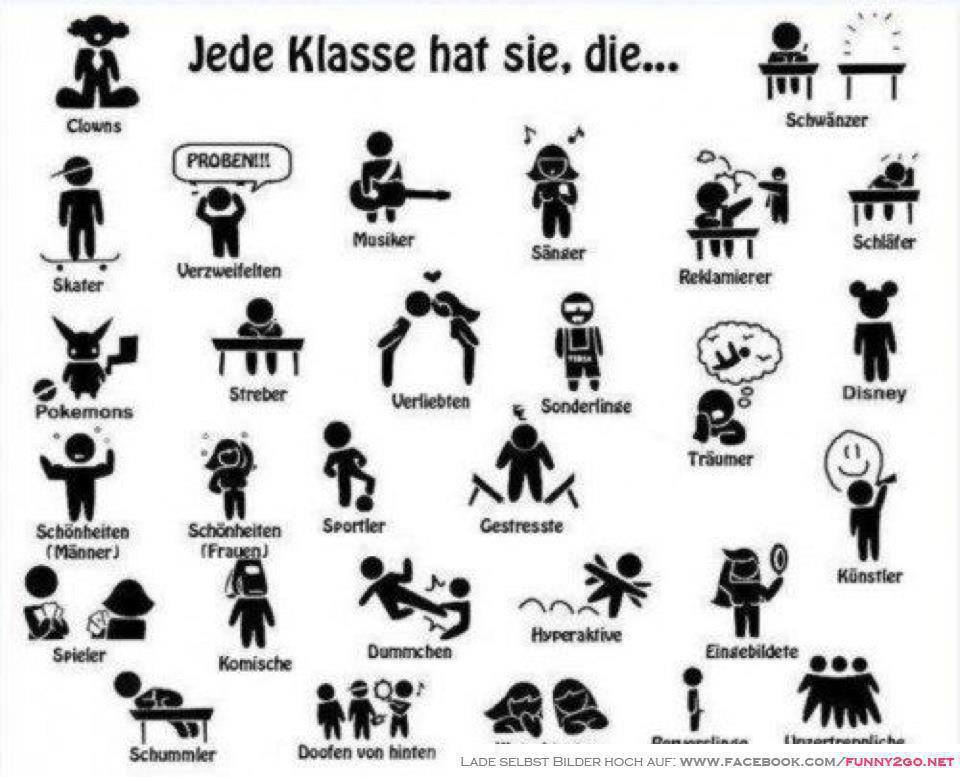 Jede Klasse hat sie, die...
Clowns
Schwänzer
PROBEN!!!
Skater
Verzweifelten
Musiker
Sänger
Reklamierer
Schläfer
Pokemons
Streber
Verliebten
Sonderlinge
Träumer
Disney
Schönheiten
(Männer)
Schönheiten
(Frauen)
Sportler
Gestresste
Künstler
Spieler
Komische
Dummchen
Hyperaktive
Eingebildete
Schummler
Doofen von hinten
Unzertrennliche
LADE SELBST BILDER HOCH AUF: WWW.FACEBOOK.COM/FUNNY2GO.NET